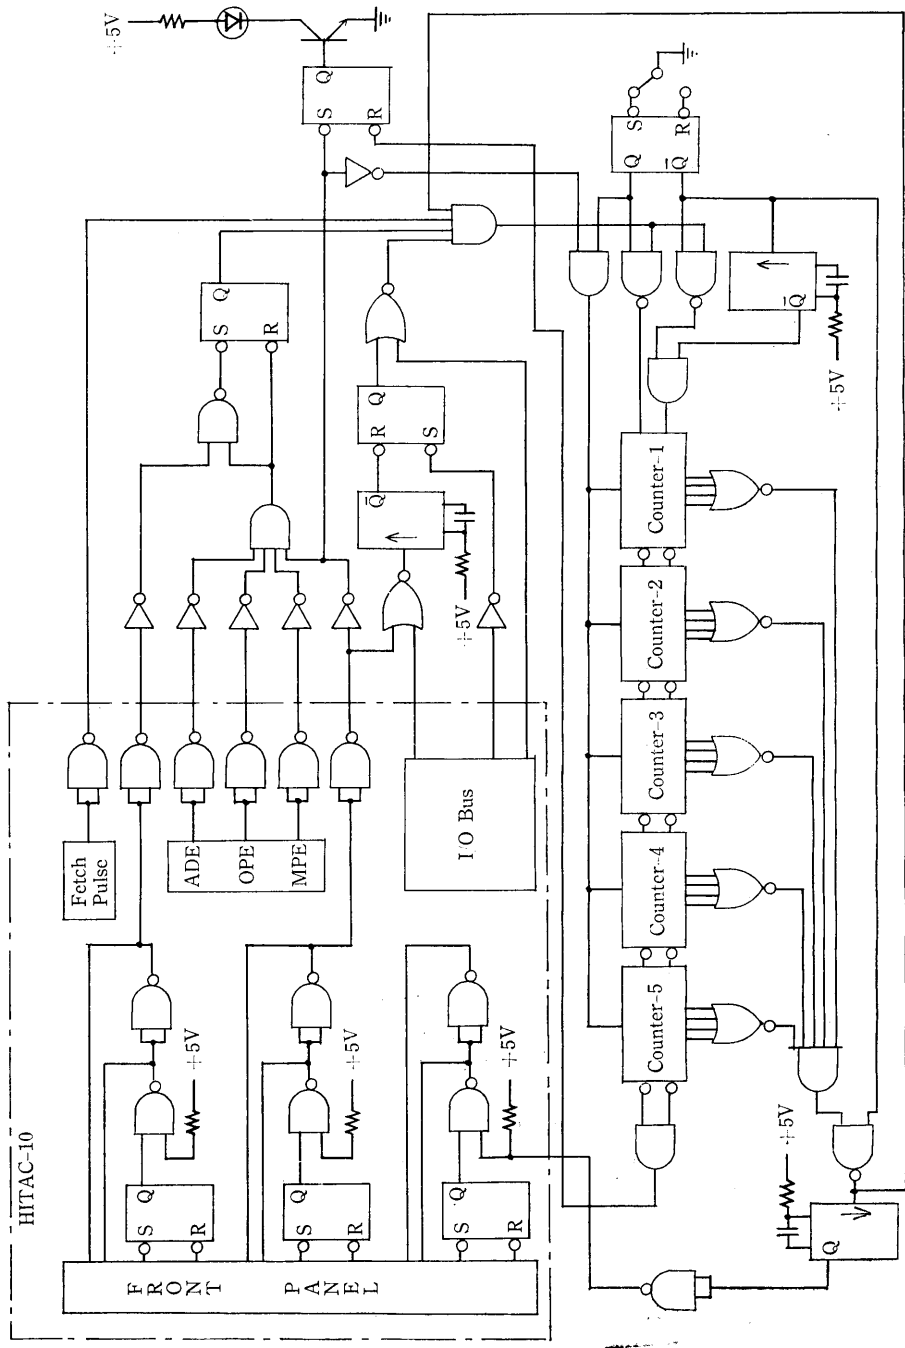 +5V
Q
S
R
S
Q
R
Q̄
Q
S
R
Q
R
S
Q̄
↑
+5V
↑
Q̄
+5V
HITAC-10
Fetch
Pulse
ADE
OPE
MPE
I/O Bus
Counter-1
Counter-2
Counter-3
Counter-4
Counter-5
+5V
Q
S
R
+5V
Q
S
R
+5V
Q
S
R
FRONT
PANEL
+5V
Q
↓